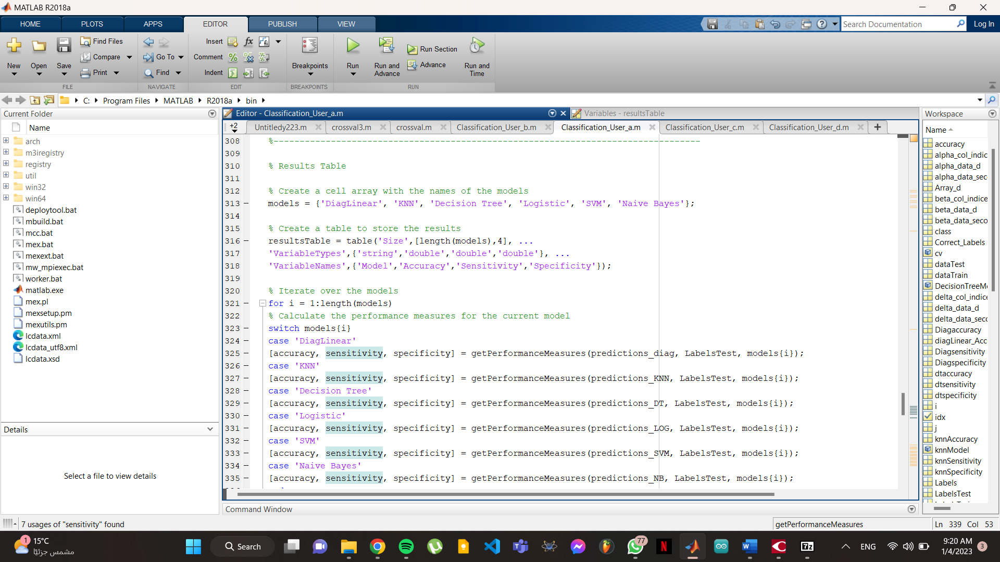 MATLAB R2018a
HOME PLOTS APPS EDITOR PUBLISH VIEW
Search Documentation
Log In
New Open Save
Find Files
Compare
Print
FILE
Go To
Find
NAVIGATE
Insert
Comment
Indent
EDIT
Breakpoints
BREAKPOINTS
Run
Run and Advance
Run Section
Advance
Run and Time
RUN
C: Program Files MATLAB R2018a bin
Current Folder
Name
arch
m3iregistry
registry
util
win32
win64
deploytool.bat
mbuild.bat
mcc.bat
mex.bat
mexext.bat
mw_mpiexec.bat
worker.bat
matlab.exe
mex.pl
mexsetup.pm
mexutils.pm
lcdata.xml
lcdata_utf8.xml
lcdata.xsd
Details
Select a file to view details
Editor - Classification_User_a.m
Variables - resultsTable
+2 Untitledy223.m crossval3.m crossval.m Classification_User_b.m Classification_User_a.m Classification_User_c.m Classification_User_d.m
308 %----------------------------------------------------------------------------------
309
310 % Results Table
311
312 % Create a cell array with the names of the models
313 models = {'DiagLinear', 'KNN', 'Decision Tree', 'Logistic', 'SVM', 'Naive Bayes'};
314
315 % Create a table to store the results
316 resultsTable = table('Size',[length(models),4], ...
317 'VariableTypes',{'string','double','double','double'}, ...
318 'VariableNames',{'Model','Accuracy','Sensitivity','Specificity'});
319
320 % Iterate over the models
321 for i = 1:length(models)
322 % Calculate the performance measures for the current model
323 switch models{i}
324 case 'DiagLinear'
325 [accuracy, sensitivity, specificity] = getPerformanceMeasures(predictions_diag, LabelsTest, models{i});
326 case 'KNN'
327 [accuracy, sensitivity, specificity] = getPerformanceMeasures(predictions_KNN, LabelsTest, models{i});
328 case 'Decision Tree'
329 [accuracy, sensitivity, specificity] = getPerformanceMeasures(predictions_DT, LabelsTest, models{i});
330 case 'Logistic'
331 [accuracy, sensitivity, specificity] = getPerformanceMeasures(predictions_LOG, LabelsTest, models{i});
332 case 'SVM'
333 [accuracy, sensitivity, specificity] = getPerformanceMeasures(predictions_SVM, LabelsTest, models{i});
334 case 'Naive Bayes'
335 [accuracy, sensitivity, specificity] = getPerformanceMeasures(predictions_NB, LabelsTest, models{i});
Command Window
Workspace
Name
accuracy
alpha_col_indic
alpha_data_d
alpha_data_sec
Array_d
beta_col_indice
beta_data_d
beta_data_seco
class
Correct_Labels
cv
dataTest
dataTrain
DecisionTreeMo
delta_col_indice
delta_data_d
delta_data_seco
Diagaccuracy
diagLinear_Acc
Diagsensitivity
Diagspecificity
dtaccuracy
dtsensitivity
dtspecificity
i
idx
j
knnAccuracy
knnModel
knnSensitivity
knnSpecificity
Labels
LabelsTest
7 usages of "sensitivity" found
getPerformanceMeasures
Ln 339 Col 53
1
15°C
مشمس جزئيًا
Search
77
ENG
9:20 AM
1/4/2023
3